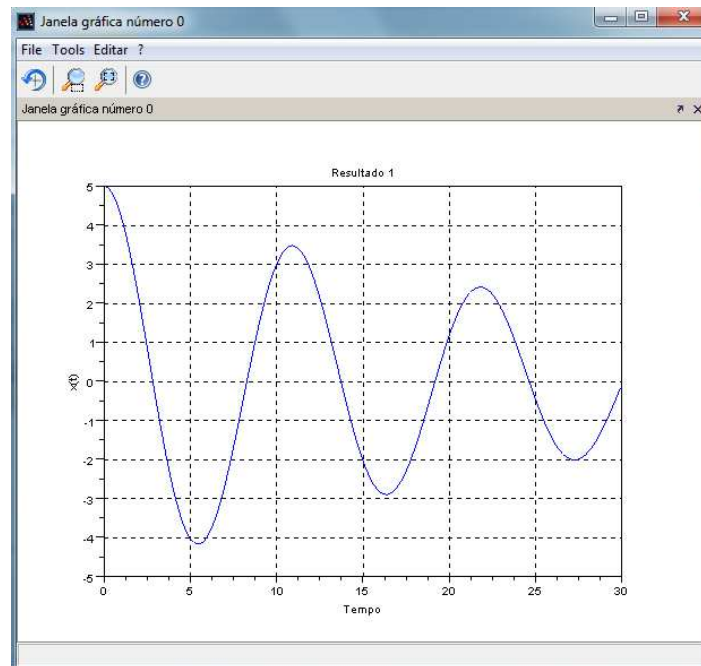 Janela gráfica número 0
File Tools Editar ?
Janela gráfica número 0
Resultado 1
5
4
3
2
1
0
-1
-2
-3
-4
-5
x(t)
0 5 10 15 20 25 30
Tempo